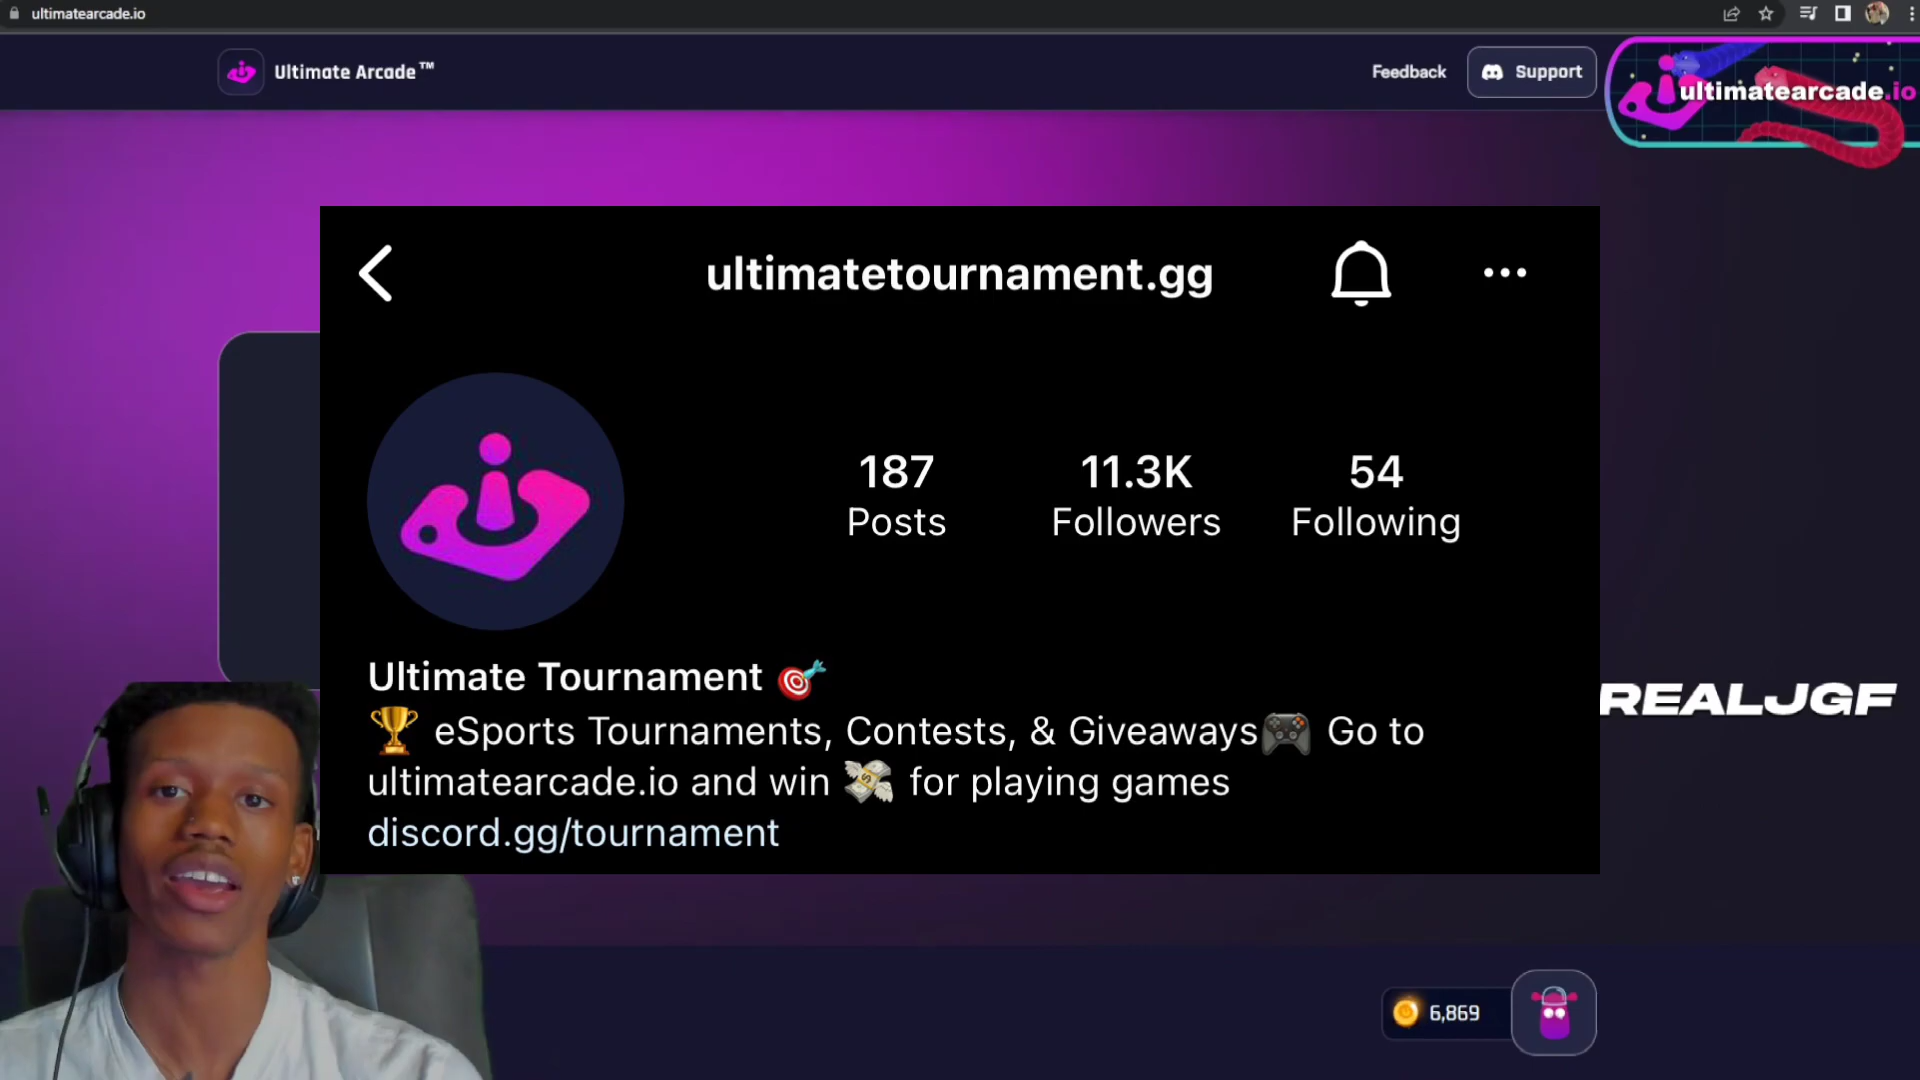 ultimatearcade.io
Ultimate Arcade™
Feedback
Support
ultimatearcade.io
ultimatetournament.gg
187
Posts
11.3K
Followers
54
Following
Ultimate Tournament 🎯
🏆 eSports Tournaments, Contests, & Giveaways🎮 Go to
ultimatearcade.io and win 💸 for playing games
discord.gg/tournament
REALJGF
6,869